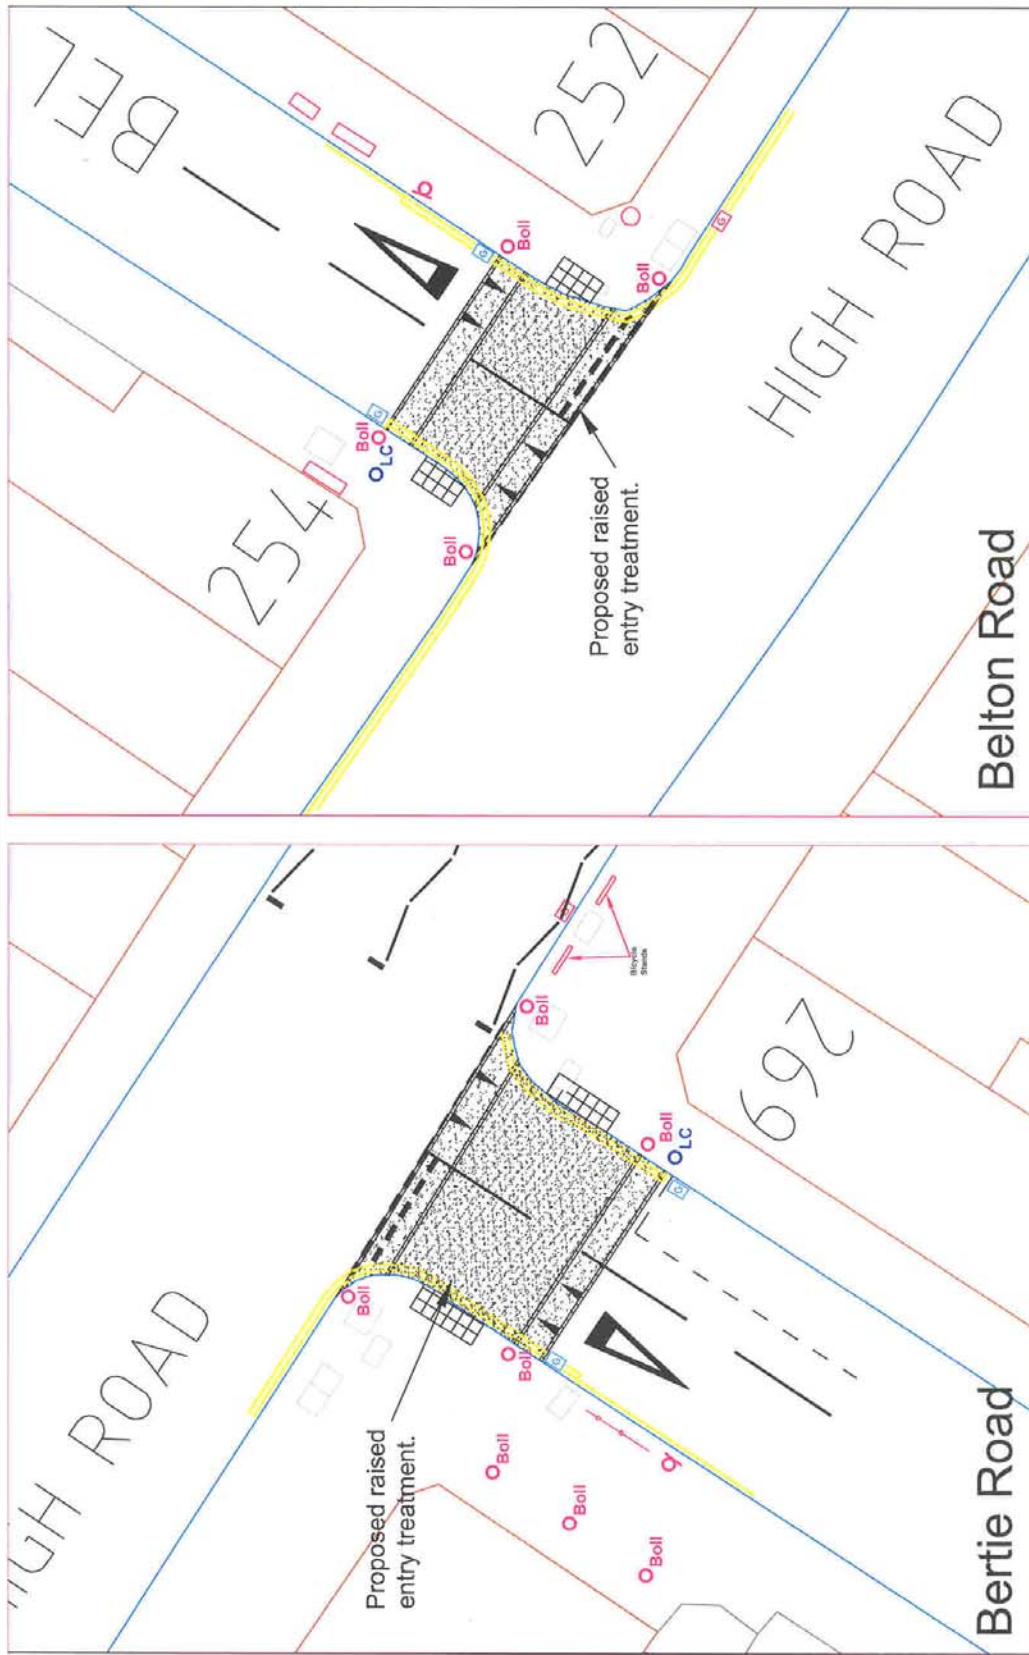 IGH ROAD
Proposed raised
entry treatment.
Boll
Boll
Boll
Boll
Boll
G
Boll
Boll
LC
G
G
Bicycle
Stands
269
Bertie Road
BEL
254
252
Boll
LC
G
Boll
G
Boll
Boll
G
Proposed raised
entry treatment.
HIGH ROAD
Belton Road